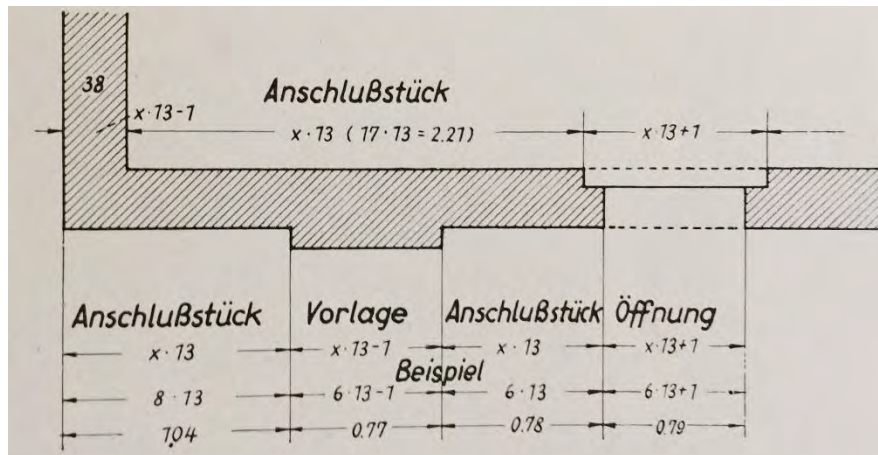 38
Anschlußstück
x·13-1
x·13 ( 17·13 = 2.21)
x·13+1
Anschlußstück Vorlage Anschlußstück Öffnung
x·13 x·13-1 x·13 x·13+1
Beispiel
8·13 6·13-1 6·13 6·13+1
1.04 0.77 0.78 0.79